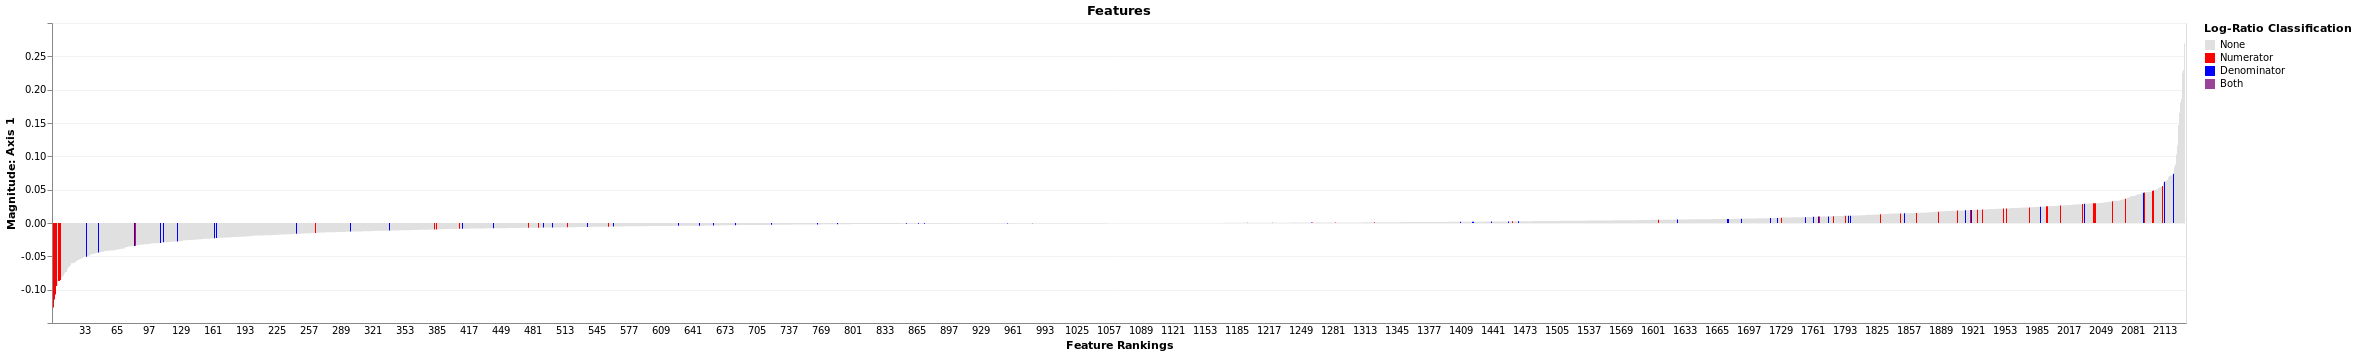 Features
Magnitude: Axis 1
0.25
0.20
0.15
0.10
0.05
0.00
-0.05
-0.10
33 65 97 129 161 193 225 257 289 321 353 385 417 449 481 513 545 577 609 641 673 705 737 769 801 833 865 897 929 961 993 1025 1057 1089 1121 1153 1185 1217 1249 1281 1313 1345 1377 1409 1441 1473 1505 1537 1569 1601 1633 1665 1697 1729 1761 1793 1825 1857 1889 1921 1953 1985 2017 2049 2081 2113
Feature Rankings
Log-Ratio Classification
None
Numerator
Denominator
Both